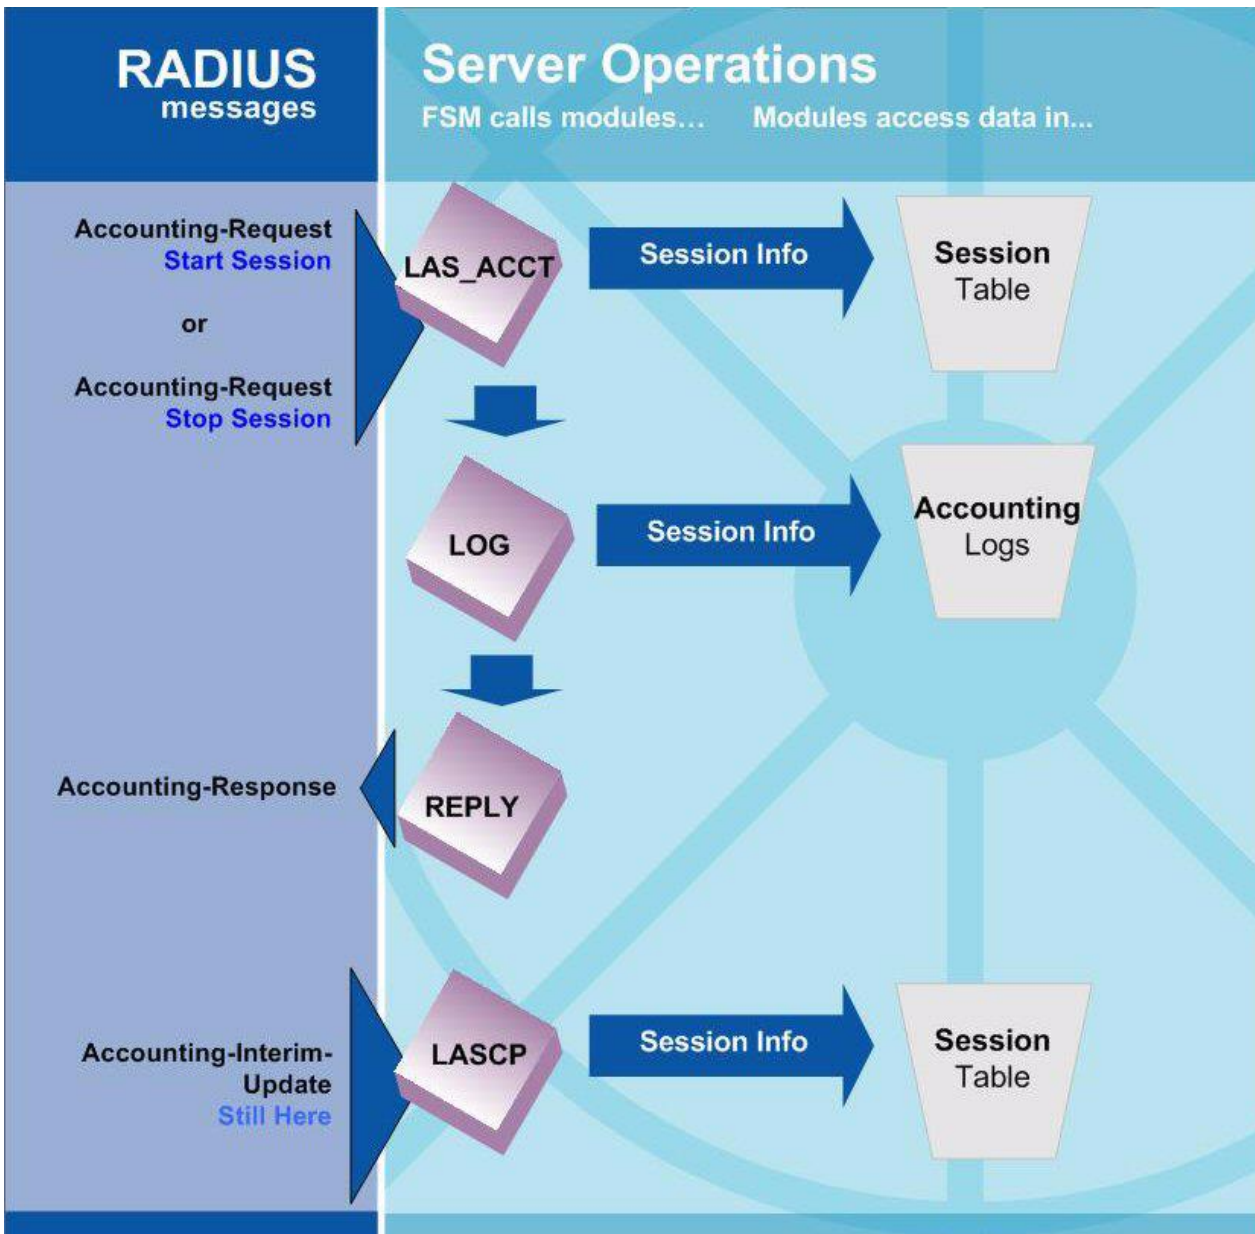 RADIUS
messages
Server Operations
FSM calls modules… Modules access data in...
Accounting-Request
Start Session
or
Accounting-Request
Stop Session
LAS_ACCT
Session Info
Session
Table
LOG
Session Info
Accounting
Logs
Accounting-Response
REPLY
Accounting-Interim-
Update
Still Here
LASCP
Session Info
Session
Table